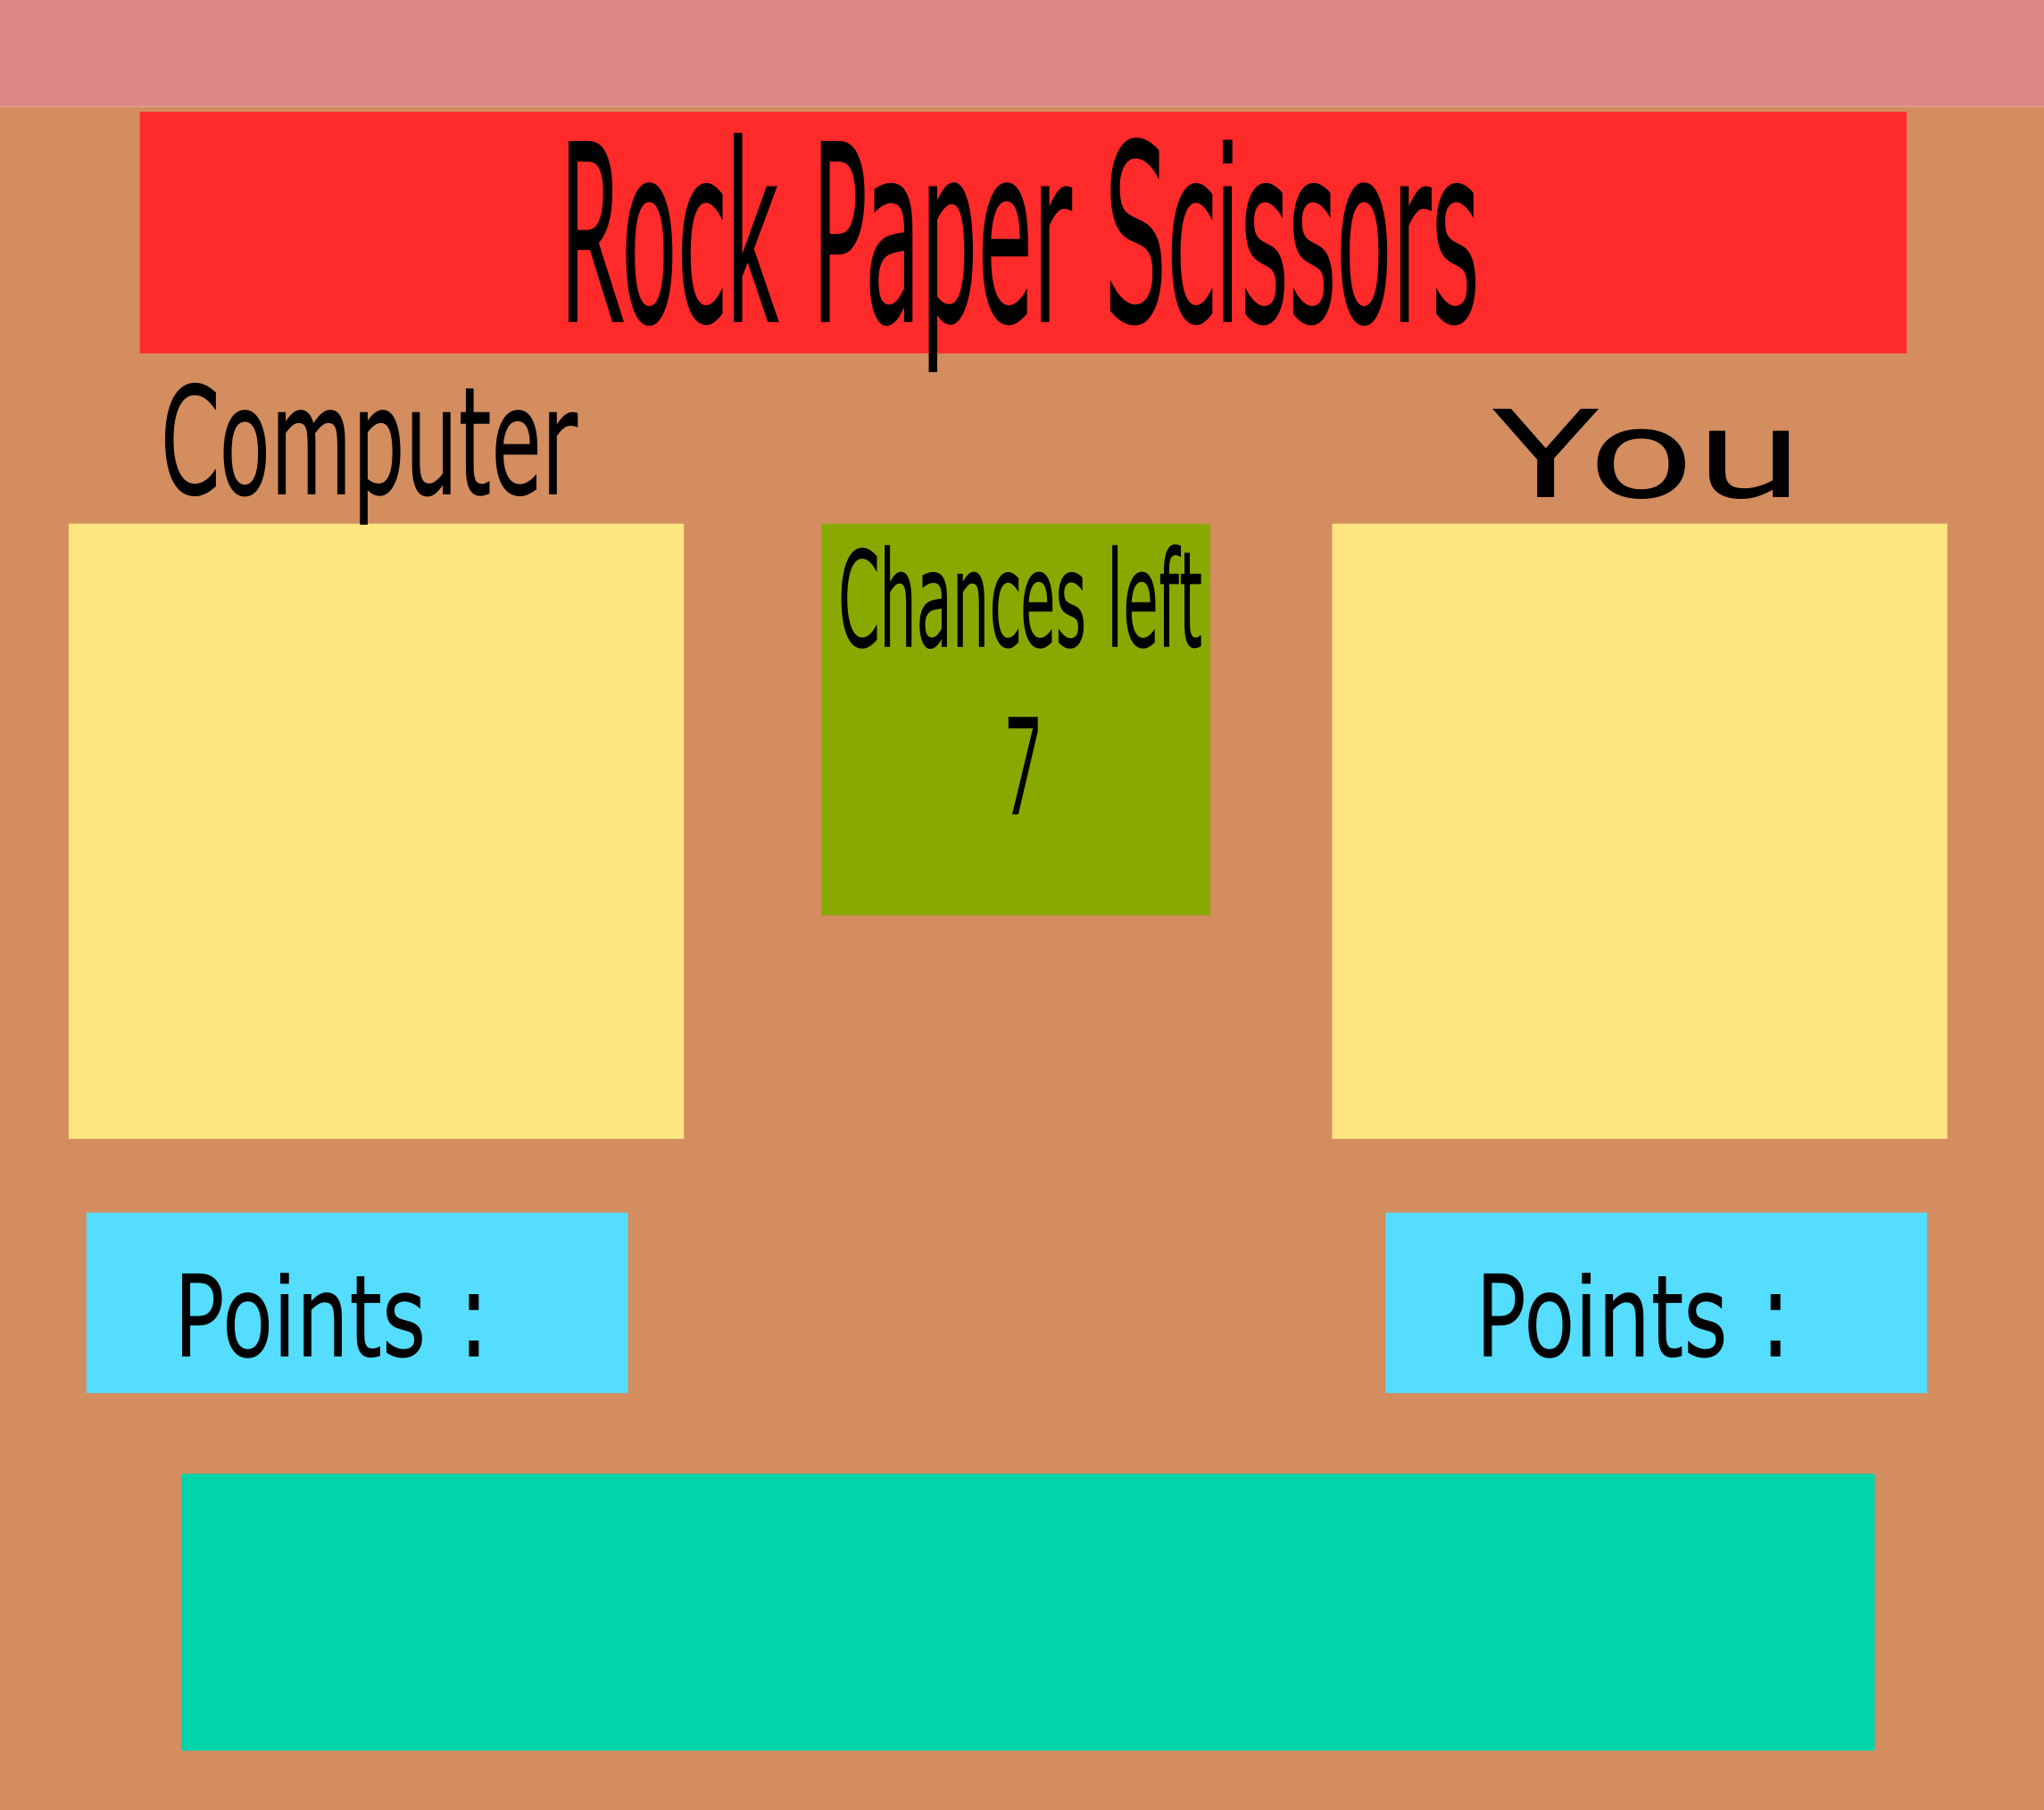 Rock Paper Scissors
Computer
You
Chances left
7
Points :
Points :